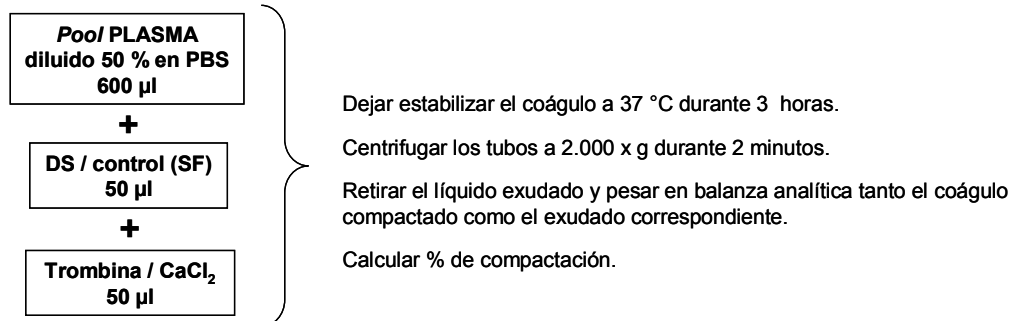 Pool PLASMA
diluido 50 % en PBS
600 µl
+
DS / control (SF)
50 µl
+
Trombina / CaCl₂
50 µl
Dejar estabilizar el coágulo a 37 °C durante 3 horas.
Centrifugar los tubos a 2.000 x g durante 2 minutos.
Retirar el líquido exudado y pesar en balanza analítica tanto el coágulo
compactado como el exudado correspondiente.
Calcular % de compactación.